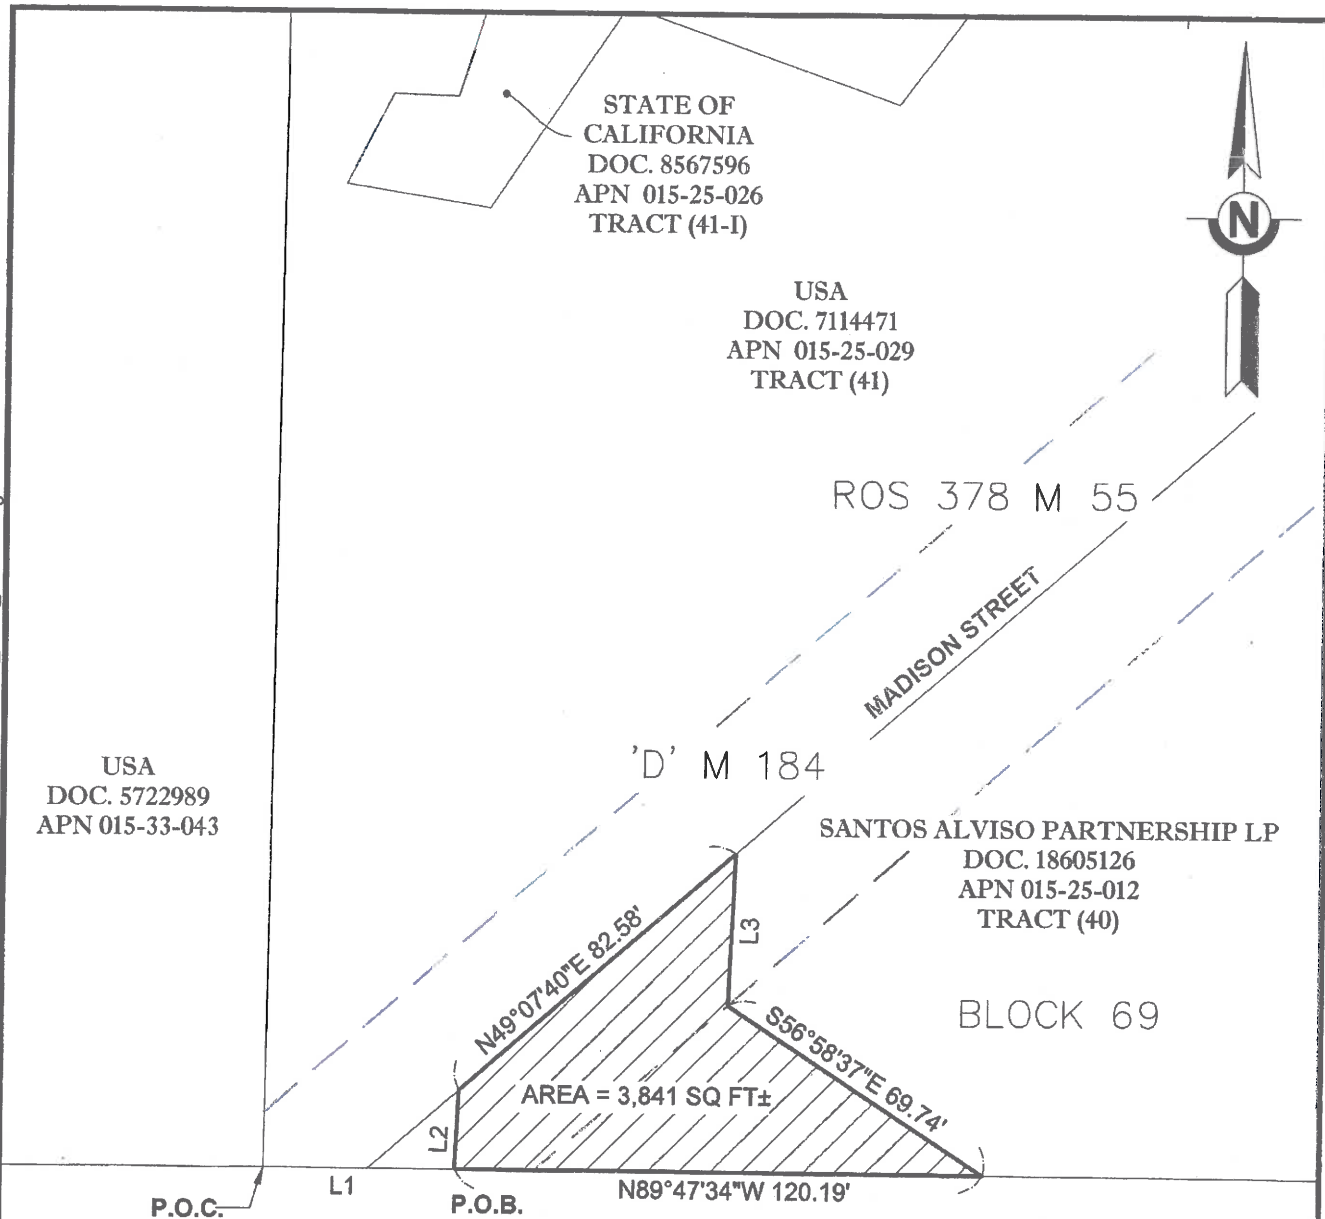 STATE OF
CALIFORNIA
DOC. 8567596
APN 015-25-026
TRACT (41-I)
N
USA
DOC. 7114471
APN 015-25-029
TRACT (41)
ROS 378 M 55
MADISON STREET
'D' M 184
USA
DOC. 5722989
APN 015-33-043
SANTOS ALVISO PARTNERSHIP LP
DOC. 18605126
APN 015-25-012
TRACT (40)
L3
N49°07'40"E 82.58'
BLOCK 69
S56°58'37"E 69.74'
AREA = 3,841 SQ FT±
L2
L1
N89°47'34"W 120.19'
P.O.C.
P.O.B.